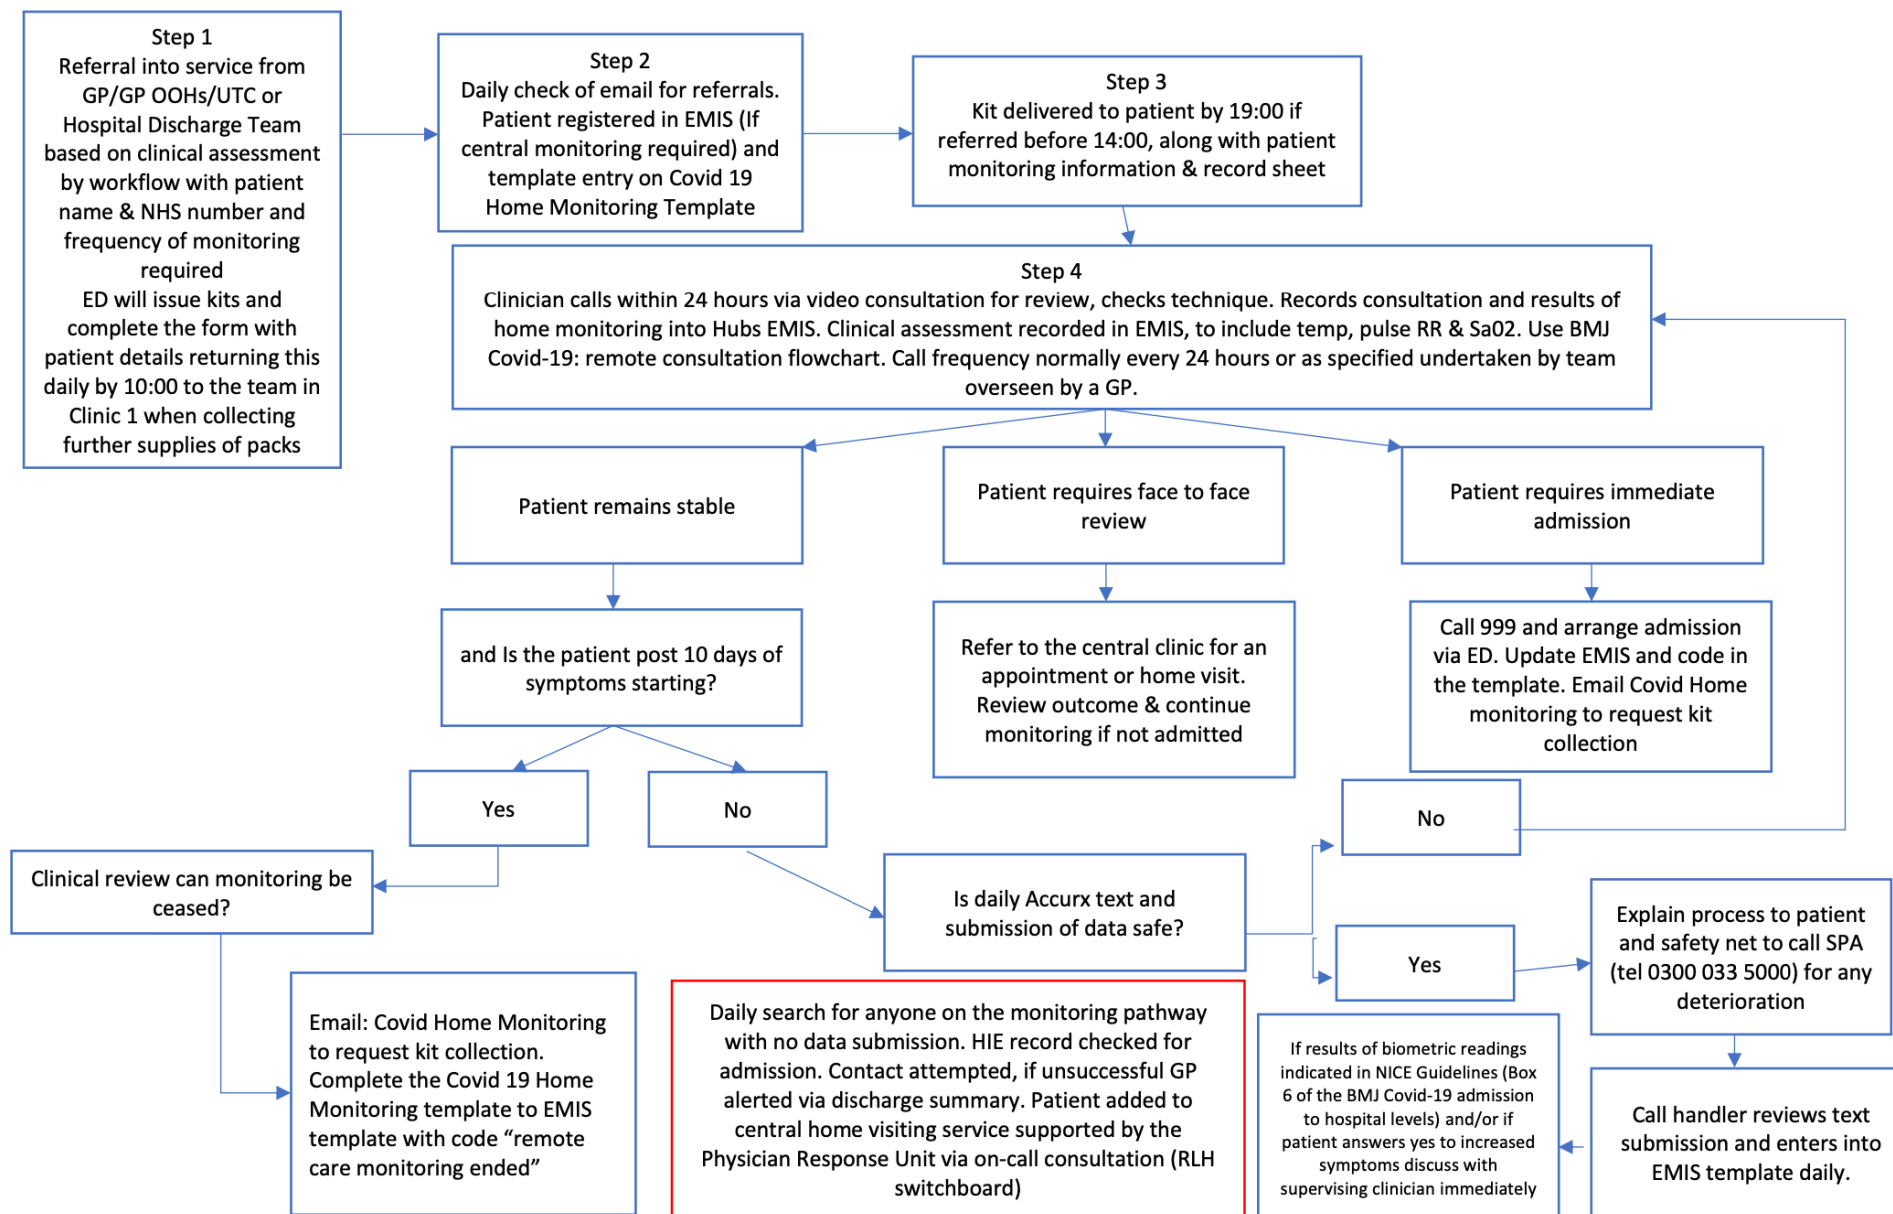 Step 1
Referral into service from
GP/GP OOHs/UTC or
Hospital Discharge Team
based on clinical assessment
by workflow with patient
name & NHS number and
frequency of monitoring
required
ED will issue kits and
complete the form with
patient details returning this
daily by 10:00 to the team in
Clinic 1 when collecting
further supplies of packs
Step 2
Daily check of email for referrals.
Patient registered in EMIS (If
central monitoring required) and
template entry on Covid 19
Home Monitoring Template
Step 3
Kit delivered to patient by 19:00 if
referred before 14:00, along with patient
monitoring information & record sheet
Step 4
Clinician calls within 24 hours via video consultation for review, checks technique. Records consultation and results of
home monitoring into Hubs EMIS. Clinical assessment recorded in EMIS, to include temp, pulse RR & Sa02. Use BMJ
Covid-19: remote consultation flowchart. Call frequency normally every 24 hours or as specified undertaken by team
overseen by a GP.
Patient remains stable
Patient requires face to face
review
Patient requires immediate
admission
and Is the patient post 10 days of
symptoms starting?
Refer to the central clinic for an
appointment or home visit.
Review outcome & continue
monitoring if not admitted
Call 999 and arrange admission
via ED. Update EMIS and code in
the template. Email Covid Home
monitoring to request kit
collection
Yes
No
No
Clinical review can monitoring be
ceased?
Is daily Accurx text and
submission of data safe?
Yes
Explain process to patient
and safety net to call SPA
(tel 0300 033 5000) for any
deterioration
Email: Covid Home Monitoring
to request kit collection.
Complete the Covid 19 Home
Monitoring template to EMIS
template with code “remote
care monitoring ended”
Daily search for anyone on the monitoring pathway
with no data submission. HIE record checked for
admission. Contact attempted, if unsuccessful GP
alerted via discharge summary. Patient added to
central home visiting service supported by the
Physician Response Unit via on-call consultation (RLH
switchboard)
If results of biometric readings
indicated in NICE Guidelines (Box
6 of the BMJ Covid-19 admission
to hospital levels) and/or if
patient answers yes to increased
symptoms discuss with
supervising clinician immediately
Call handler reviews text
submission and enters into
EMIS template daily.